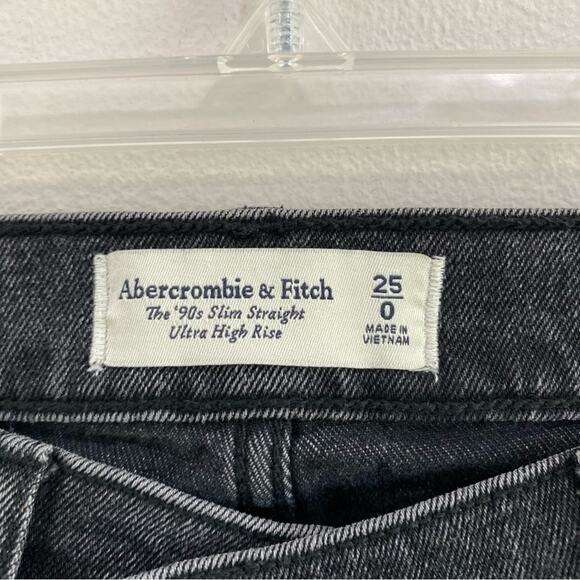 Abercrombie & Fitch
The '90s Slim Straight
Ultra High Rise
25
0
MADE IN
VIETNAM